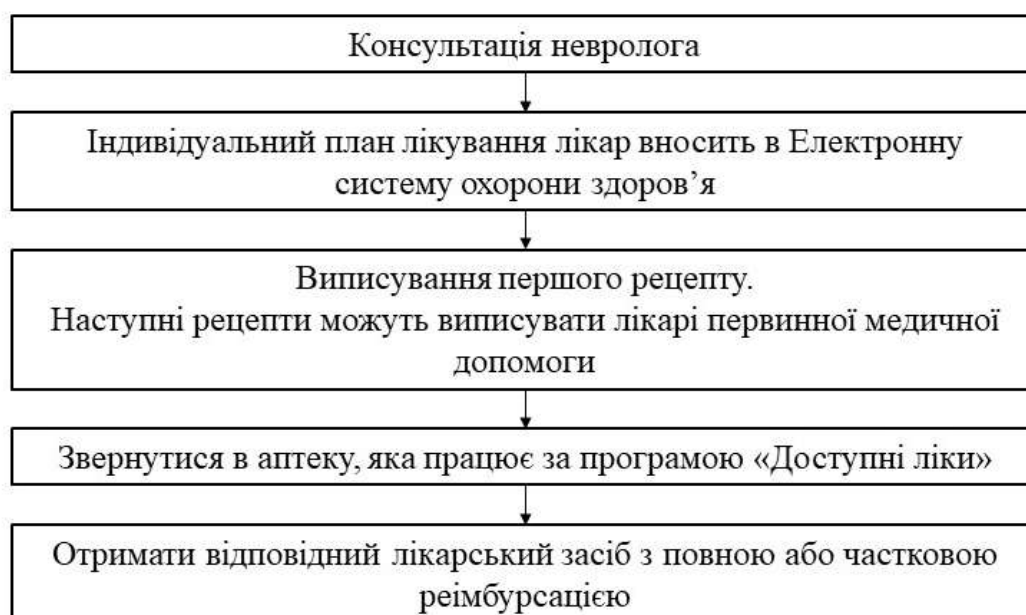 Консультація невролога
Індивідуальний план лікування лікар вносить в Електронну
систему охорони здоров’я
Виписування першого рецепту.
Наступні рецепти можуть виписувати лікарі первинної медичної
допомоги
Звернутися в аптеку, яка працює за програмою «Доступні ліки»
Отримати відповідний лікарський засіб з повною або частковою
реімбурсацією